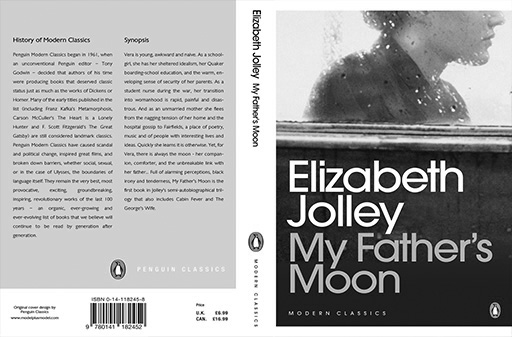 History of Modern Classics
Penguin Modern Classics began in 1961, when
an unconventional Penguin editor – Tony
Godwin – decided that authors of his time
were producing books that deserved classic
status just as much as the works of Dickens or
Homer. Many of the early titles published in the
list (including Franz Kafka's Metamorphosis,
Carson McCuller's The Heart is a Lonely
Hunter and F. Scott Fitzgerald's The Great
Gatsby) are still considered landmark classics.
Penguin Modern Classics have caused scandal
and political change, inspired great films, and
broken down barriers, whether social, sexual,
or in the case of Ulysses, the boundaries of
language itself. They remain the very best, most
provocative, exciting, groundbreaking,
inspiring, revolutionary works of the last 100
years – an organic, ever-growing and
ever-evolving list of books that we believe will
continue to be read by generation after
generation.
Synopsis
Vera is young, awkward and naive. As a school-
girl, she has her sheltered idealism, her Quaker
boarding-school education, and the warm, en-
veloping sense of security of her parents. As a
student nurse during the war, her transition
into womanhood is rapid, painful and disas-
trous. And as an unmarried mother she flees
from the nagging tension of her home and the
hospital gossip to Fairfields, a place of poetry,
music and of people with interesting lives and
ideas. Quickly she learns it is otherwise. Yet, for
Vera, there is always the moon - her compan-
ion, comforter, and the unbreakable link with
her father... Full of alarming perceptions, black
irony and tenderness, My Father's Moon is the
first book in Jolley's semi-autobiographical tril-
ogy that also includes Cabin Fever and The
George's Wife.
PENGUIN CLASSICS
Original cover design by
Penguin Classics
www.modelplusmodel.com
ISBN 0-14-118245-8
9 780141 182452
Price
U.K. £6.99
CAN. £16.99
Elizabeth
Jolley My Father's
Moon
MODERN CLASSICS
Elizabeth
Jolley
My Father's
Moon
MODERN CLASSICS